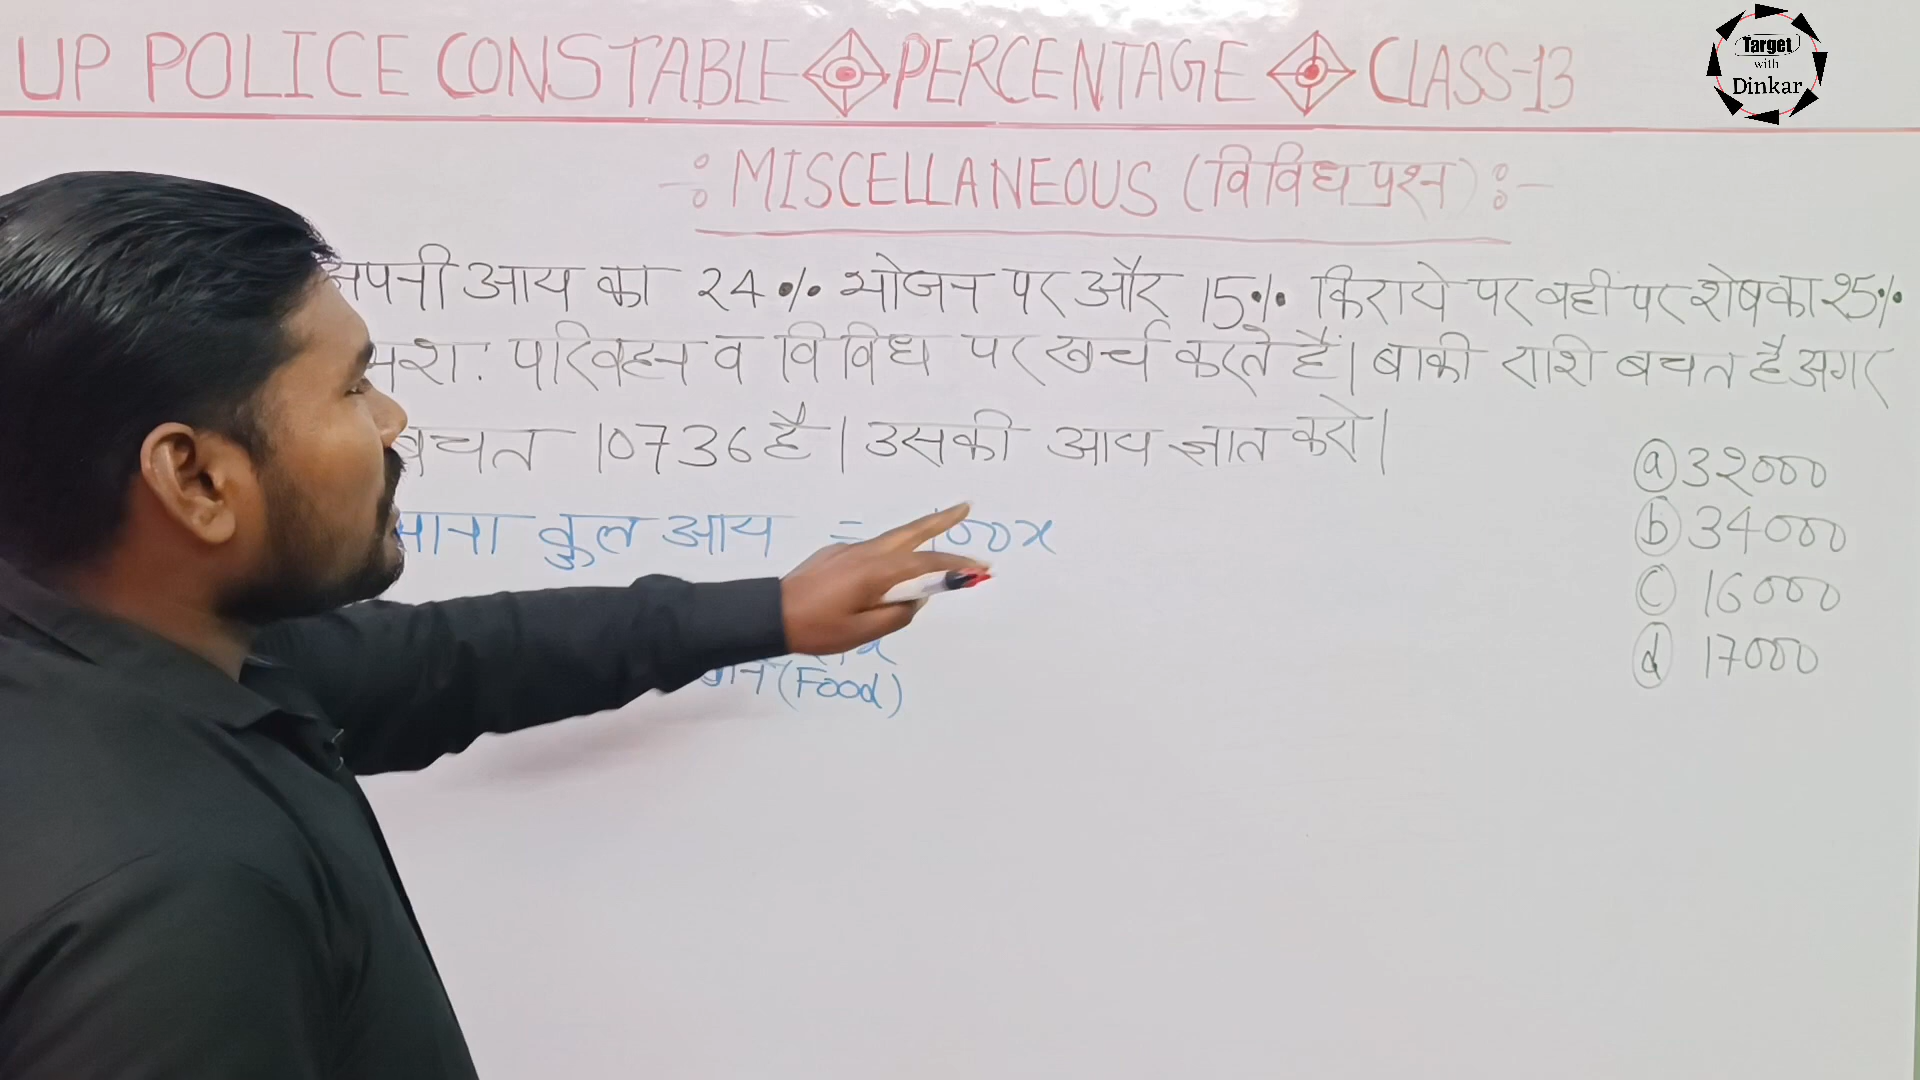 UP POLICE CONSTABLE PERCENTAGE CLASS-13
Target
with
Dinkar
-: MISCELLANEOUS (विविध प्रश्न) :-
अपनी आय का 24% भोजन पर और 15% किराये पर वही पर शेष का 25%
परिवहन व विविध पर खर्च करते हैं। बाकी राशि बचत है अगर
बचत 10736 है। उसकी आय ज्ञात करो।
माना कुल आय = 100x
(Food)
(a) 32000
(b) 34000
(c) 16000
(d) 17000